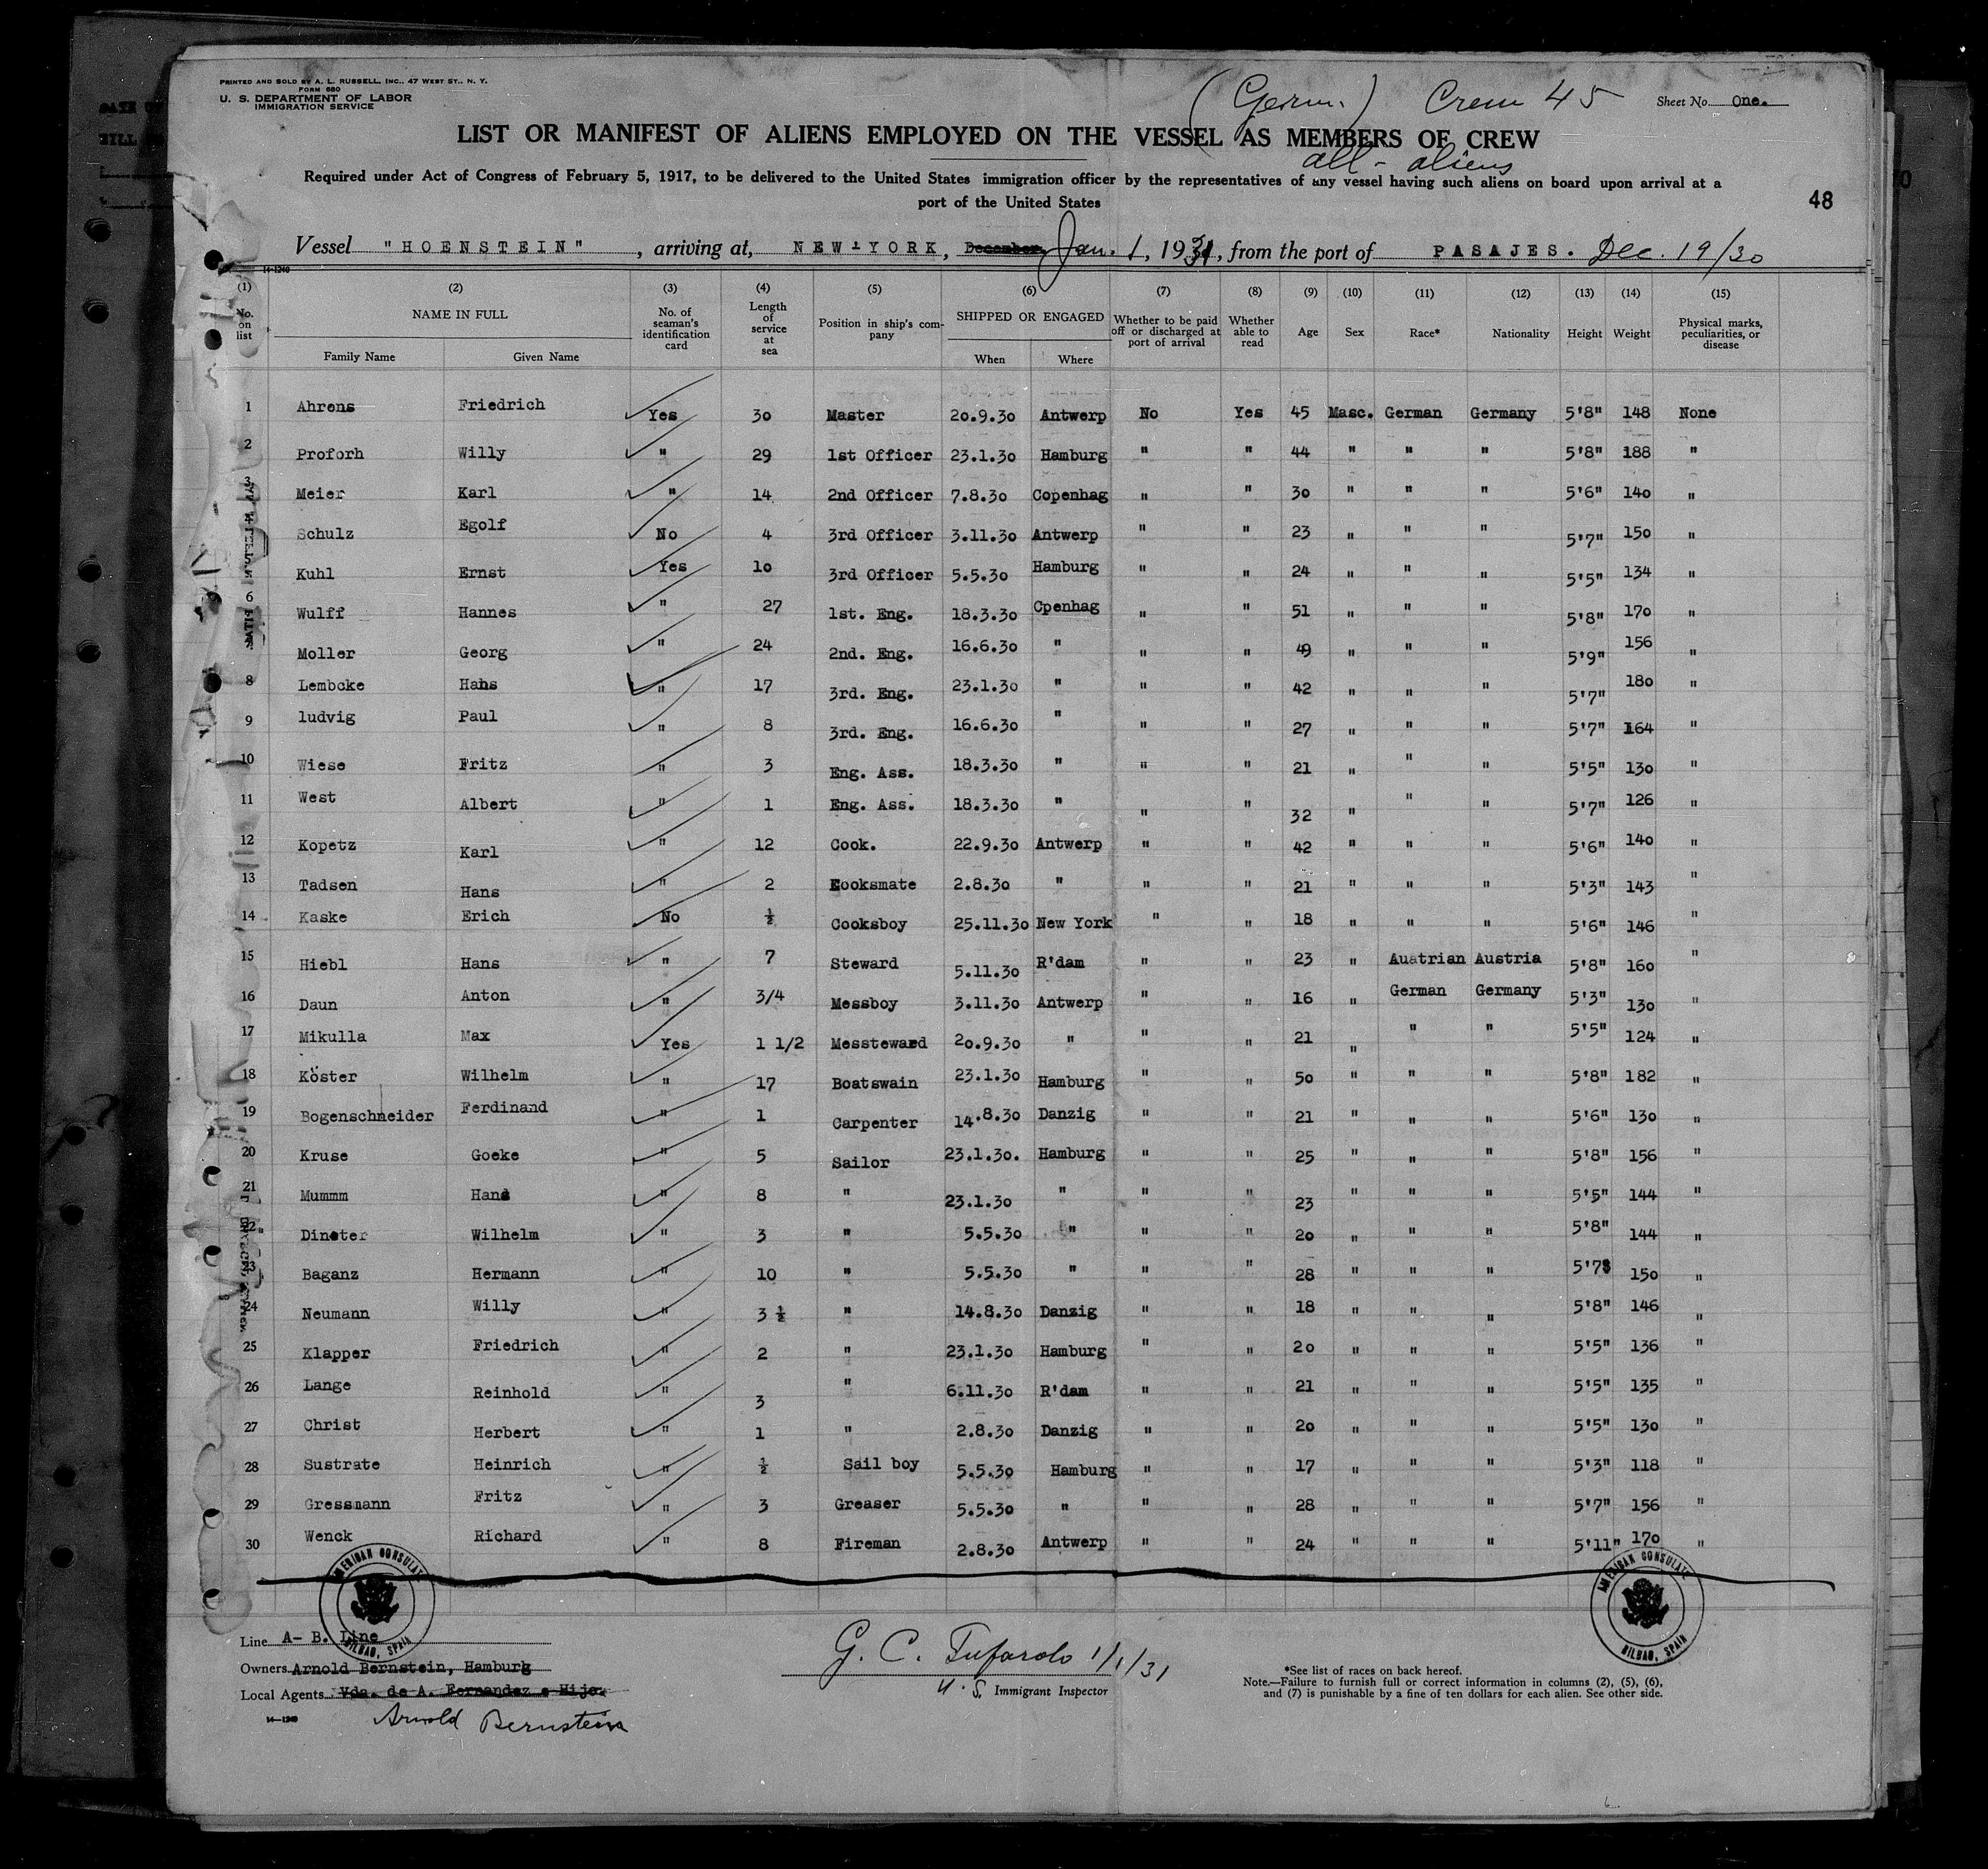 PRINTED AND SOLD BY A. L. RUSSELL, INC., 47 WEST ST., N. Y.
FORM 680
U. S. DEPARTMENT OF LABOR
IMMIGRATION SERVICE
(Germ.) Crew 45
Sheet No. One.
LIST OR MANIFEST OF ALIENS EMPLOYED ON THE VESSEL AS MEMBERS OF CREW
all - aliens
Required under Act of Congress of February 5, 1917, to be delivered to the United States immigration officer by the representatives of any vessel having such aliens on board upon arrival at a
port of the United States
48
Vessel "HOENSTEIN", arriving at, NEW-YORK, December, Jan. 1, 1931, from the port of PASAJES. Dec. 19/30
14-1240
(1) (2) (3) (4) (5) (6) (7) (8) (9) (10) (11) (12) (13) (14) (15)
No. on list NAME IN FULL Family Name Given Name No. of seaman's identification card Length of service at sea Position in ship's company SHIPPED OR ENGAGED When Where Whether to be paid off or discharged at port of arrival Whether able to read Age Sex Race* Nationality Height Weight Physical marks, peculiarities, or disease
1 Ahrens Friedrich Yes 30 Master 20.9.30 Antwerp No Yes 45 Masc. German Germany 5'8" 148 None
2 Proforh Willy " 29 1st Officer 23.1.30 Hamburg " " 44 " " " 5'8" 188 "
3 Meier Karl " 14 2nd Officer 7.8.30 Copenhag " " 30 " " " 5'6" 140 "
4 Schulz Egolf No 4 3rd Officer 3.11.30 Antwerp " " 23 " " " 5'7" 150 "
Kuhl Ernst Yes 10 3rd Officer 5.5.30 Hamburg " " 24 " " " 5'5" 134 "
6 Wulff Hannes " 27 1st. Eng. 18.3.30 Cpenhag " " 51 " " " 5'8" 170 "
Moller Georg " 24 2nd. Eng. 16.6.30 " " " 49 " " " 5'9" 156 "
8 Lembcke Hans " 17 3rd. Eng. 23.1.30 " " " 42 " " " 5'7" 180 "
9 ludvig Paul " 8 3rd. Eng. 16.6.30 " " " 27 " " " 5'7" 164 "
10 Wiese Fritz " 3 Eng. Ass. 18.3.30 " " " 21 " " " 5'5" 130 "
11 West Albert " 1 Eng. Ass. 18.3.30 " " " 32 " " " 5'7" 126 "
12 Kopetz Karl " 12 Cook. 22.9.30 Antwerp " " 42 " " " 5'6" 140 "
13 Tadsen Hans " 2 Cooksmate 2.8.30 " " " 21 " " " 5'3" 143 "
14 Kaske Erich No ½ Cooksboy 25.11.30 New York " " 18 " " " 5'6" 146 "
15 Hiebl Hans " 7 Steward 5.11.30 R'dam " " 23 " Auatrian Austria 5'8" 160 "
16 Daun Anton " 3/4 Messboy 3.11.30 Antwerp " " 16 " German Germany 5'3" 130 "
17 Mikulla Max Yes 1 1/2 Messteward 20.9.30 " " " 21 " " " 5'5" 124 "
18 Köster Wilhelm " 17 Boatswain 23.1.30 Hamburg " " 50 " " " 5'8" 182 "
19 Bogenschneider Ferdinand " 1 Carpenter 14.8.30 Danzig " " 21 " " " 5'6" 130 "
20 Kruse Goeke " 5 Sailor 23.1.30. Hamburg " " 25 " " " 5'8" 156 "
21 Mummm Hans " 8 " 23.1.30 " " " 23 " " " 5'5" 144 "
22 Dinster Wilhelm " 3 " 5.5.30 " " " 20 " " " 5'8" 144 "
23 Baganz Hermann " 10 " 5.5.30 " " " 28 " " " 5'7 150 "
24 Neumann Willy " 3 ½ " 14.8.30 Danzig " " 18 " " " 5'8" 146 "
25 Klapper Friedrich " 2 " 23.1.30 Hamburg " " 20 " " " 5'5" 136 "
26 Lange Reinhold " 3 " 6.11.30 R'dam " " 21 " " " 5'5" 135 "
27 Christ Herbert " 1 " 2.8.30 Danzig " " 20 " " " 5'5" 130 "
28 Sustrate Heinrich " ½ Sail boy 5.5.30 Hamburg " " 17 " " " 5'3" 118 "
29 Gressmann Fritz " 3 Greaser 5.5.30 " " " 28 " " " 5'7" 156 "
30 Wenck Richard " 8 Fireman 2.8.30 Antwerp " " 24 " " " 5'11" 170 "
AMERICAN CONSULATE BILBAO, SPAIN
AMERICAN CONSULATE BILBAO, SPAIN
Line A- B. Line
Owners Arnold Bernstein, Hamburg
Local Agents Vda. de A. Fernandez e Hijo.
Arnold Bernstein
14-1240
G. C. Tufarolo 1/1/31
U. S. Immigrant Inspector
*See list of races on back hereof.
Note.—Failure to furnish full or correct information in columns (2), (5), (6),
and (7) is punishable by a fine of ten dollars for each alien. See other side.